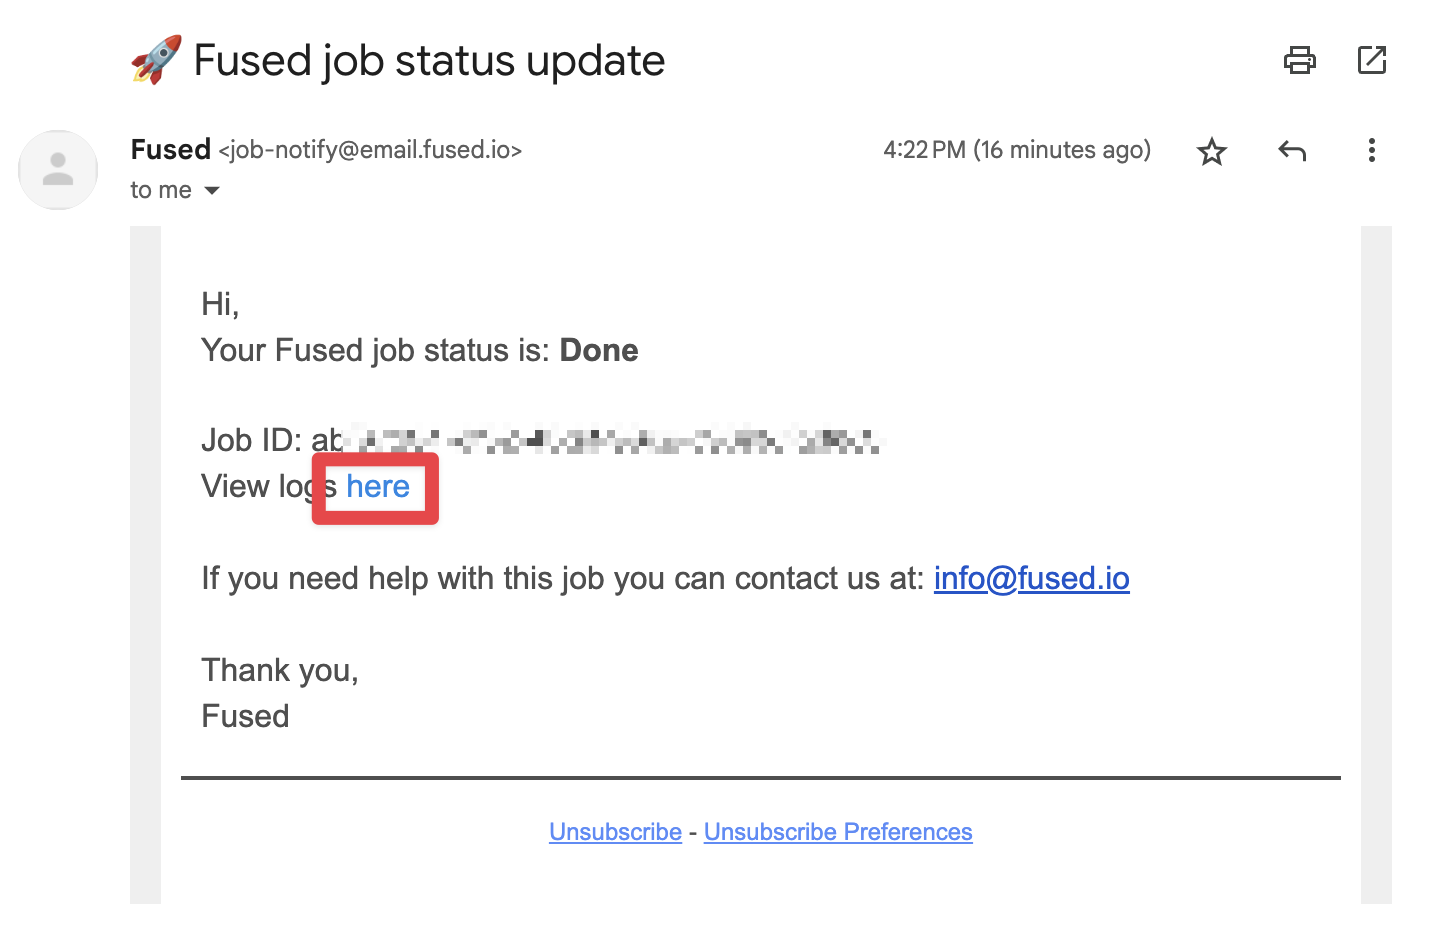 🚀 Fused job status update
Fused <job-notify@email.fused.io> 4:22 PM (16 minutes ago)
to me
Hi,
Your Fused job status is: Done
Job ID: ab
View logs here
If you need help with this job you can contact us at: info@fused.io
Thank you,
Fused
Unsubscribe - Unsubscribe Preferences